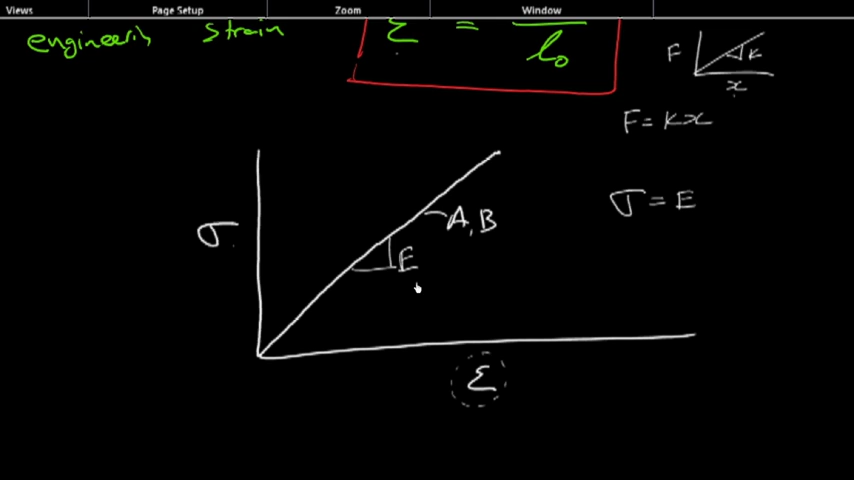 Views Page Setup Zoom Window
engineering strain ε = l₀
F k
x
F = kx
σ = E
σ
A, B
E
ε